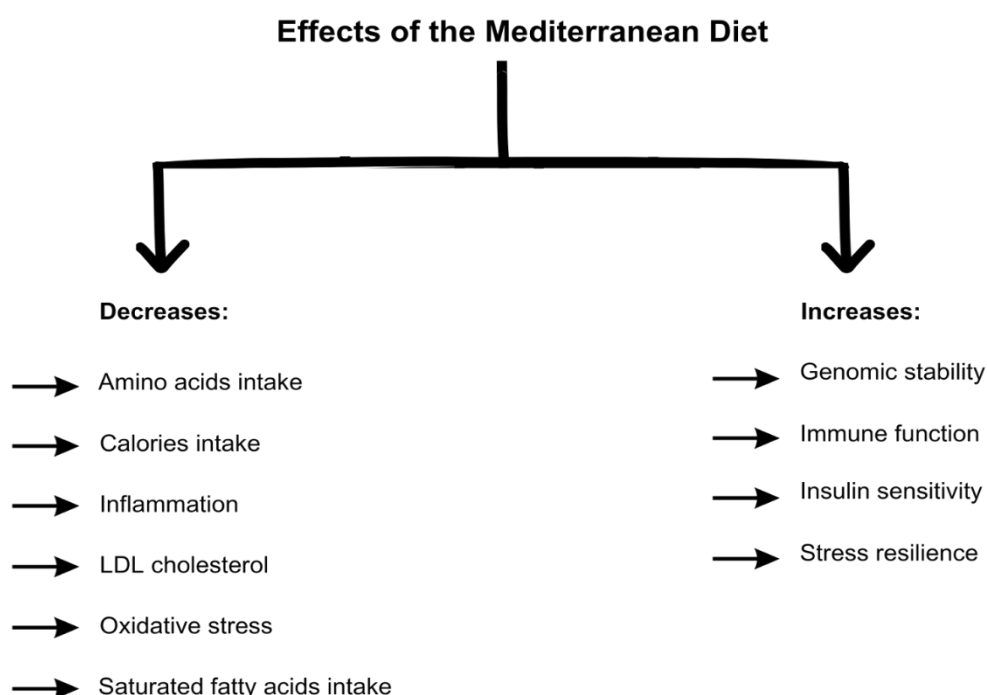 Effects of the Mediterranean Diet
Decreases:
Amino acids intake
Calories intake
Inflammation
LDL cholesterol
Oxidative stress
Saturated fatty acids intake
Increases:
Genomic stability
Immune function
Insulin sensitivity
Stress resilience